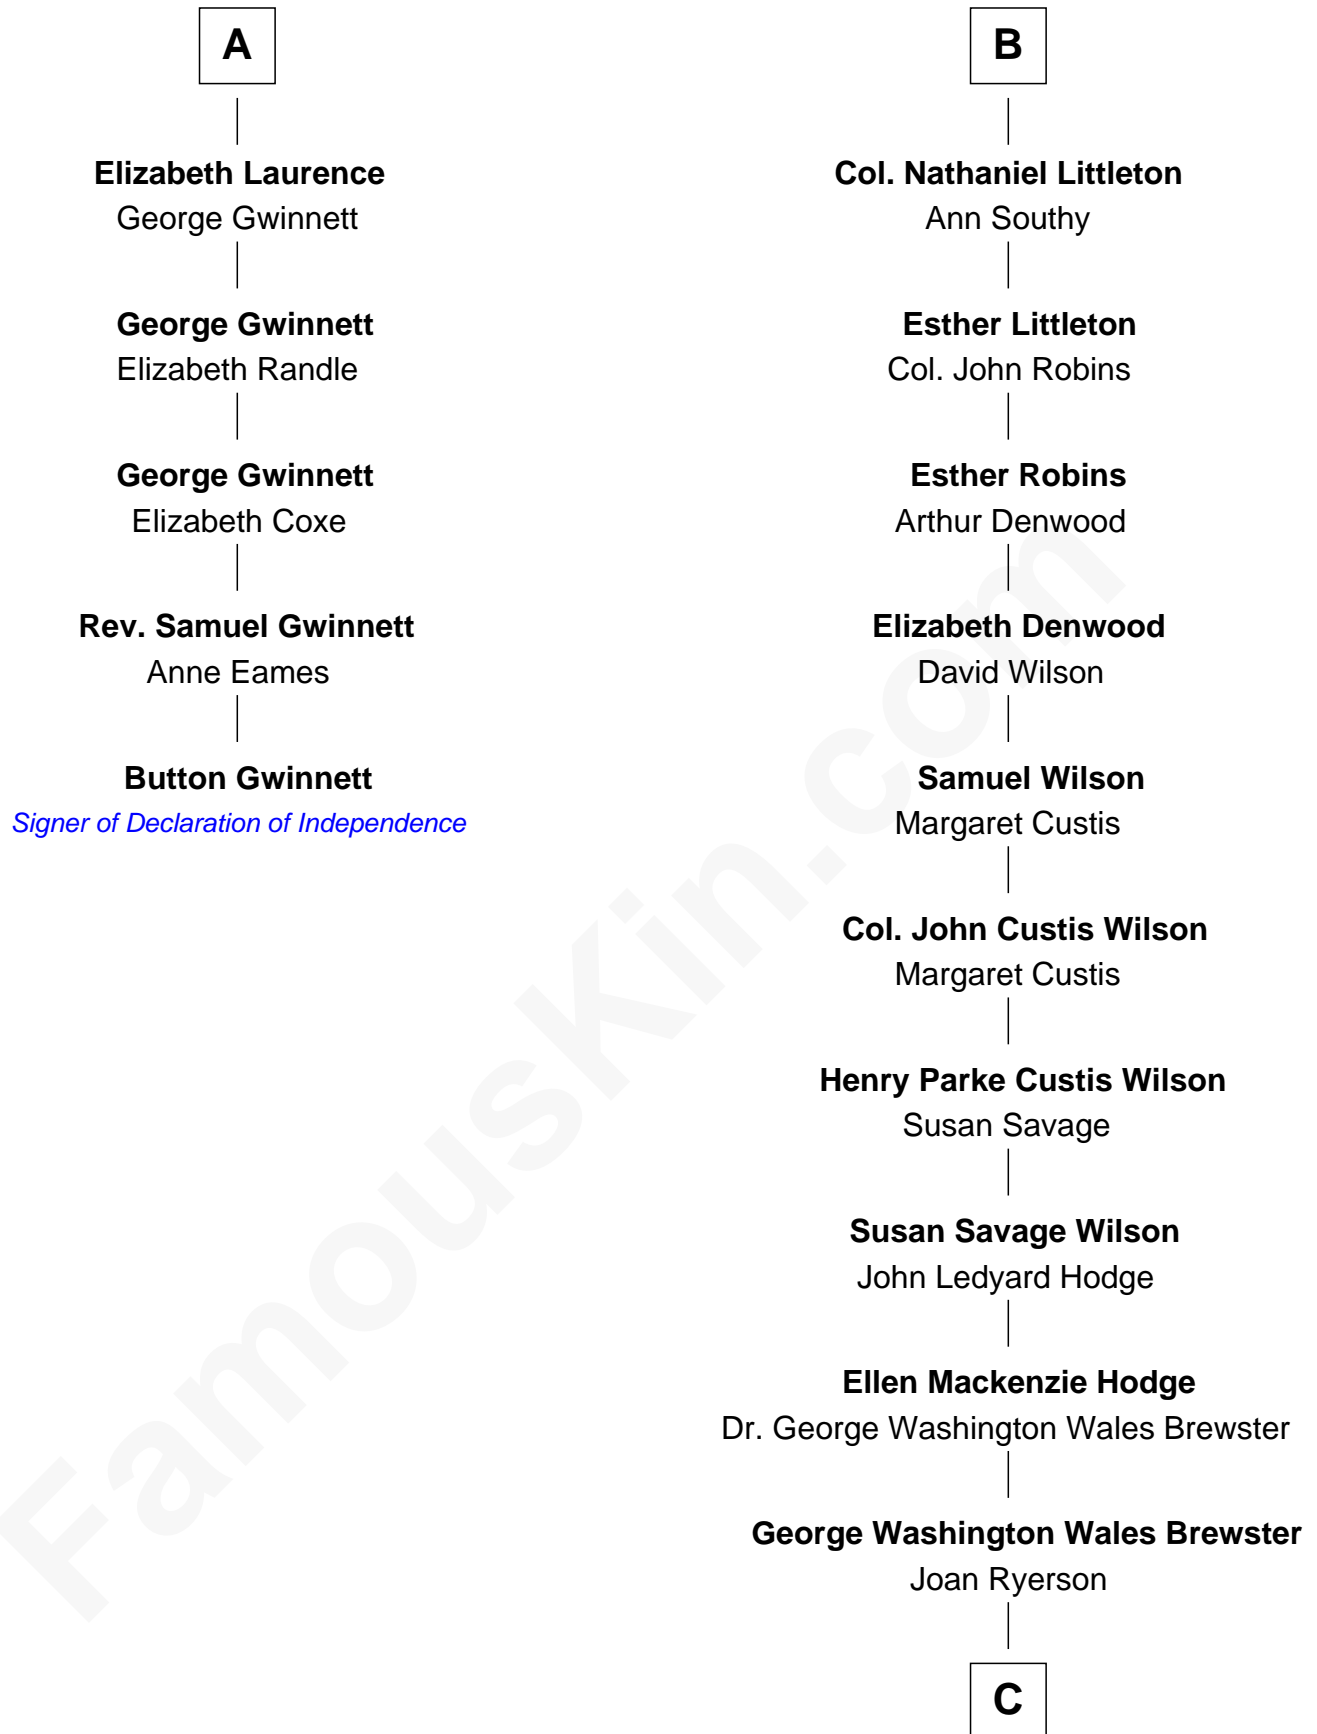 A
Elizabeth Laurence
George Gwinnett
George Gwinnett
Elizabeth Randle
George Gwinnett
Elizabeth Coxe
Rev. Samuel Gwinnett
Anne Eames
Button Gwinnett
Signer of Declaration of Independence
B
Col. Nathaniel Littleton
Ann Southy
Esther Littleton
Col. John Robins
Esther Robins
Arthur Denwood
Elizabeth Denwood
David Wilson
Samuel Wilson
Margaret Custis
Col. John Custis Wilson
Margaret Custis
Henry Parke Custis Wilson
Susan Savage
Susan Savage Wilson
John Ledyard Hodge
Ellen Mackenzie Hodge
Dr. George Washington Wales Brewster
George Washington Wales Brewster
Joan Ryerson
C
FamousKin.com